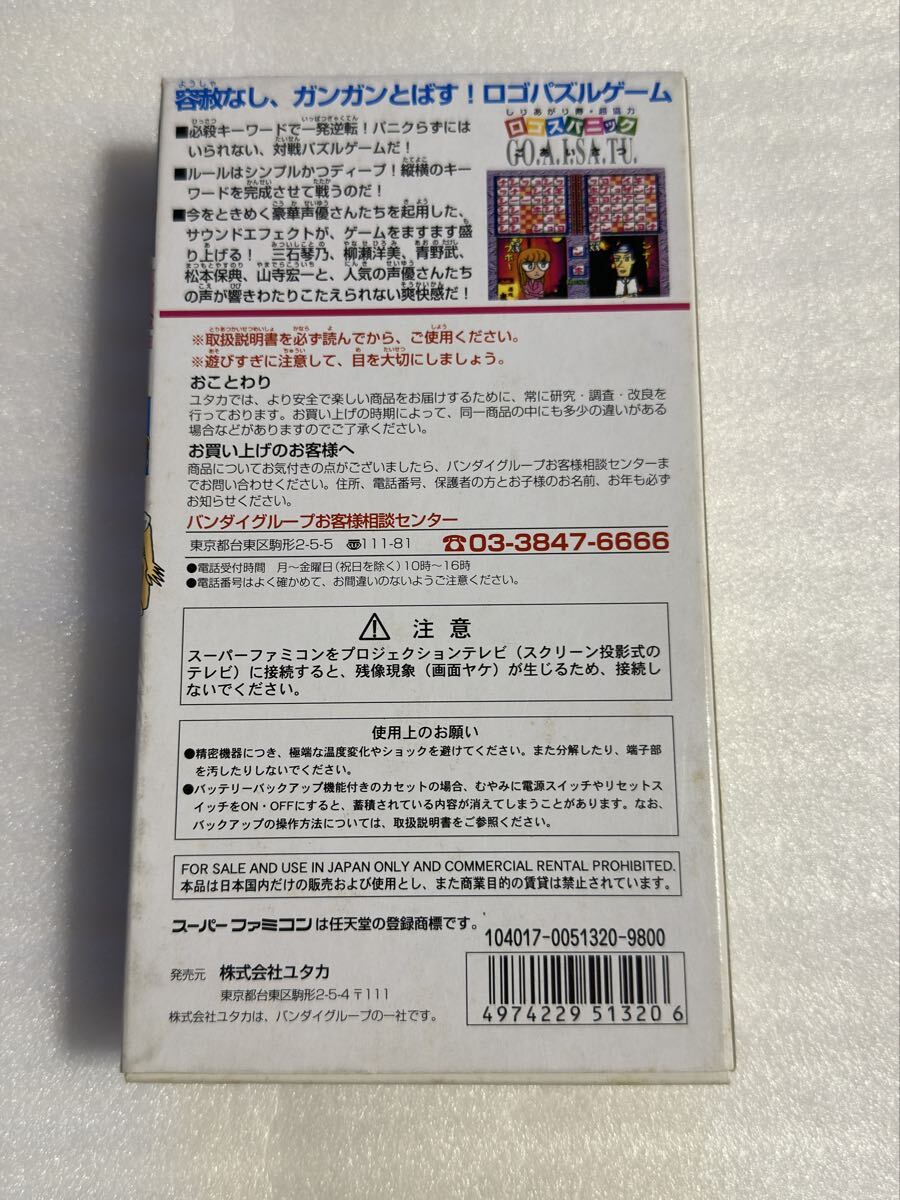 容赦なし、ガンガンとばす！ロゴパズルゲーム
■必殺キーワードで一発逆転！パニクらずには
いられない、対戦パズルゲームだ！
■ルールはシンプルかつディープ！縦横のキー
ワードを完成させて戦うのだ！
■今をときめく豪華声優さんたちを起用した、
サウンドエフェクトが、ゲームをますます盛
り上げる！ 三石琴乃、柳瀬洋美、青野武、
松本保典、山寺宏一と、人気の声優さんたち
の声が響きわたりこたえられない爽快感だ！
しりあがり寿・超協力
ロゴスパニック
ごあいさつ
GO.A.I.SA.TU.
※取扱説明書を必ず読んでから、ご使用ください。
※遊びすぎに注意して、目を大切にしましょう。
おことわり
ユタカでは、より安全で楽しい商品をお届けするために、常に研究・調査・改良を
行っております。お買い上げの時期によって、同一商品の中にも多少の違いがある
場合などがありますのでご了承ください。
お買い上げのお客様へ
商品についてお気付きの点がございましたら、バンダイグループお客様相談センターま
でお問い合わせください。住所、電話番号、保護者の方とお子様のお名前、お年も必ず
お知らせください。
バンダイグループお客様相談センター
東京都台東区駒形2-5-5 〠111-81 ☎03-3847-6666
●電話受付時間 月〜金曜日(祝日を除く)10時〜16時
●電話番号はよく確かめて、お間違いのないようご注意ください。
⚠ 注意
スーパーファミコンをプロジェクションテレビ（スクリーン投影式の
テレビ）に接続すると、残像現象（画面ヤケ）が生じるため、接続し
ないでください。
使用上のお願い
●精密機器につき、極端な温度変化やショックを避けてください。また分解したり、端子部
を汚したりしないでください。
●バッテリーバックアップ機能付きのカセットの場合、むやみに電源スイッチやリセットス
イッチをON・OFFにすると、蓄積されている内容が消えてしまうことがあります。なお、
バックアップの操作方法については、取扱説明書をご参照ください。
FOR SALE AND USE IN JAPAN ONLY AND COMMERCIAL RENTAL PROHIBITED.
本品は日本国内だけの販売および使用とし、また商業目的の賃貸は禁止されています。
スーパーファミコンは任天堂の登録商標です。
104017-0051320-9800
発売元 株式会社ユタカ
東京都台東区駒形2-5-4 〒111
株式会社ユタカは、バンダイグループの一社です。
4974229513206